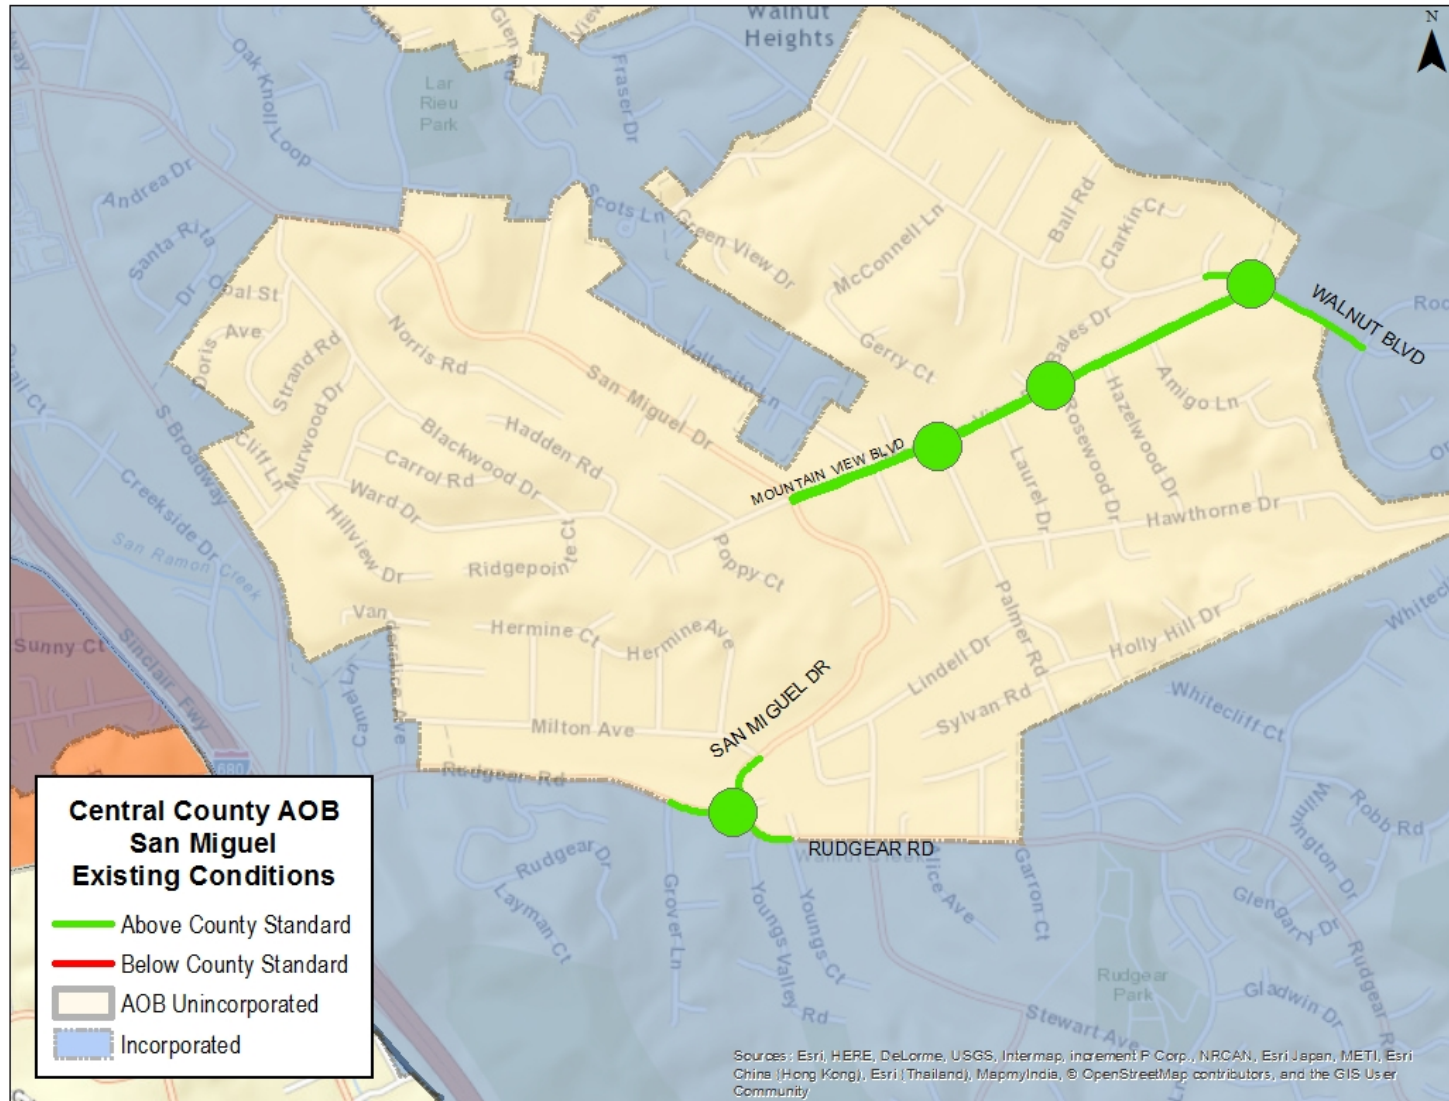 Walnut
Heights
N
Glen
Lar
Rieu
Park
Oak Knoll Loop
Fraser Dr
Andrea Dr
Santa Rita
Dr
Scots Ln
Green View Dr
McConnell Ln
Ball Rd
Clarkin Ct
Opal St
Doris Ave
Strand Rd
Norris Rd
Murwood Dr
San Miguel Dr
Vallecito Ln
Gerry Ct
Bales Dr
WALNUT BLVD
Amigo Ln
Hazelwood Dr
Rosewood Dr
Laurel Dr
Hawthorne Dr
MOUNTAIN VIEW BLVD
S Broadway
Cliff Ln
Blackwood Dr
Hadden Rd
Carrol Rd
Ward Dr
Hillview Dr
Ridgepointe Ct
Poppy Ct
Creekside Dr
San Ramon Creek
Sunny Ct
Sinclair Fwy
680
Camel Ln
Hermine Ct
Hermine Ave
Milton Ave
SAN MIGUEL DR
Palmer Rd
Lindell Dr
Sylvan Rd
Holly Hill Dr
Whitecliff Ct
Rudgear Rd
RUDGEAR RD
Walnut Creek
Rudgear Dr
Layman Ct
Grover Ln
Youngs Valley Rd
Youngs Ct
Alice Ave
Garron Ct
Robb Rd
Glengarry Dr
Rudgear
Rudgear
Park
Gladwin Dr
Stewart Ave
Central County AOB
San Miguel
Existing Conditions
Above County Standard
Below County Standard
AOB Unincorporated
Incorporated
Sources: Esri, HERE, DeLorme, USGS, Intermap, increment P Corp., NRCAN, Esri Japan, METI, Esri
China (Hong Kong), Esri (Thailand), MapmyIndia, © OpenStreetMap contributors, and the GIS User
Community